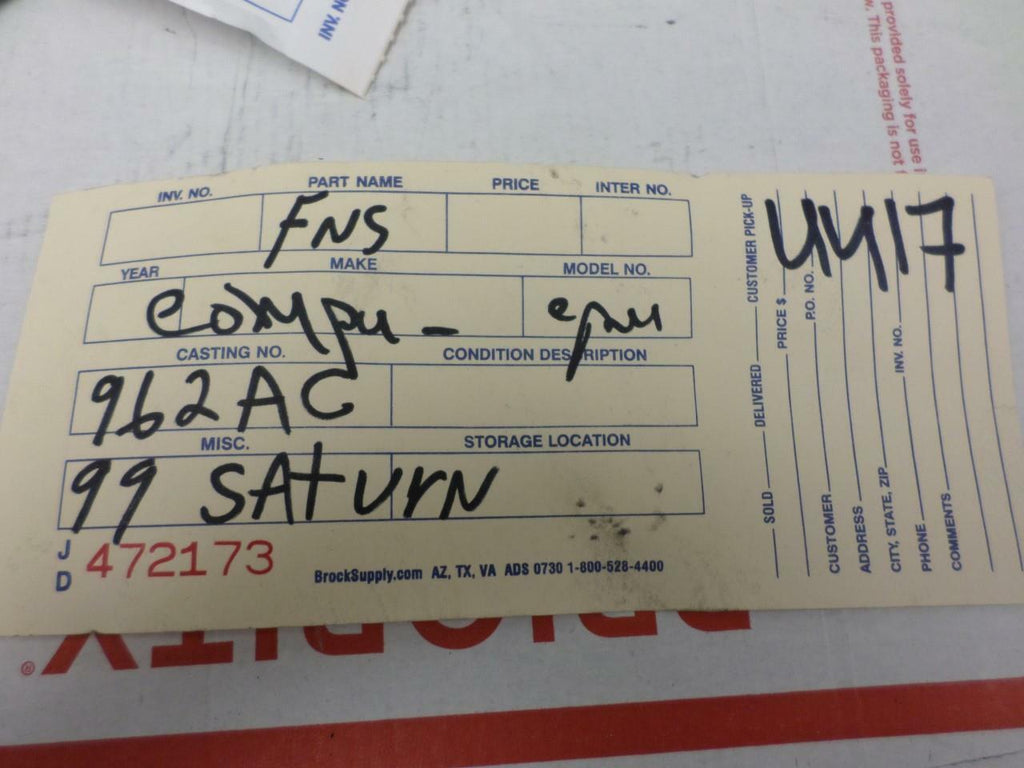 INV. N
provided solely for use i
w. This packaging is not
INV. NO. PART NAME PRICE INTER NO.
FNS
YEAR MAKE MODEL NO.
Compu - cpu
CASTING NO. CONDITION DESCRIPTION
962AC
MISC. STORAGE LOCATION
99 SATURN
JD 472173
BrockSupply.com AZ, TX, VA ADS 0730 1-800-528-4400
SOLD DELIVERED CUSTOMER PICK-UP
PRICE $
CUSTOMER P.O. NO.
ADDRESS
CITY, STATE, ZIP INV. NO.
PHONE
COMMENTS
4417
PRIORITY
®